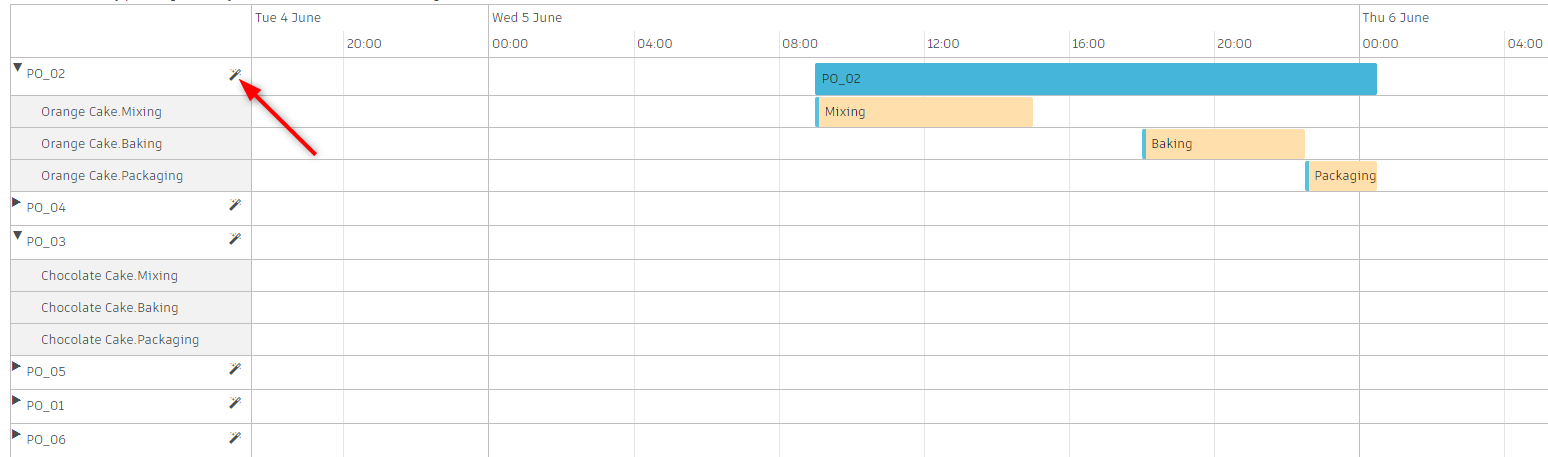 Tue 4 June Wed 5 June Thu 6 June
20:00 00:00 04:00 08:00 12:00 16:00 20:00 00:00 04:00
PO_02 PO_02
Orange Cake.Mixing Mixing
Orange Cake.Baking Baking
Orange Cake.Packaging Packaging
PO_04
PO_03
Chocolate Cake.Mixing
Chocolate Cake.Baking
Chocolate Cake.Packaging
PO_05
PO_01
PO_06